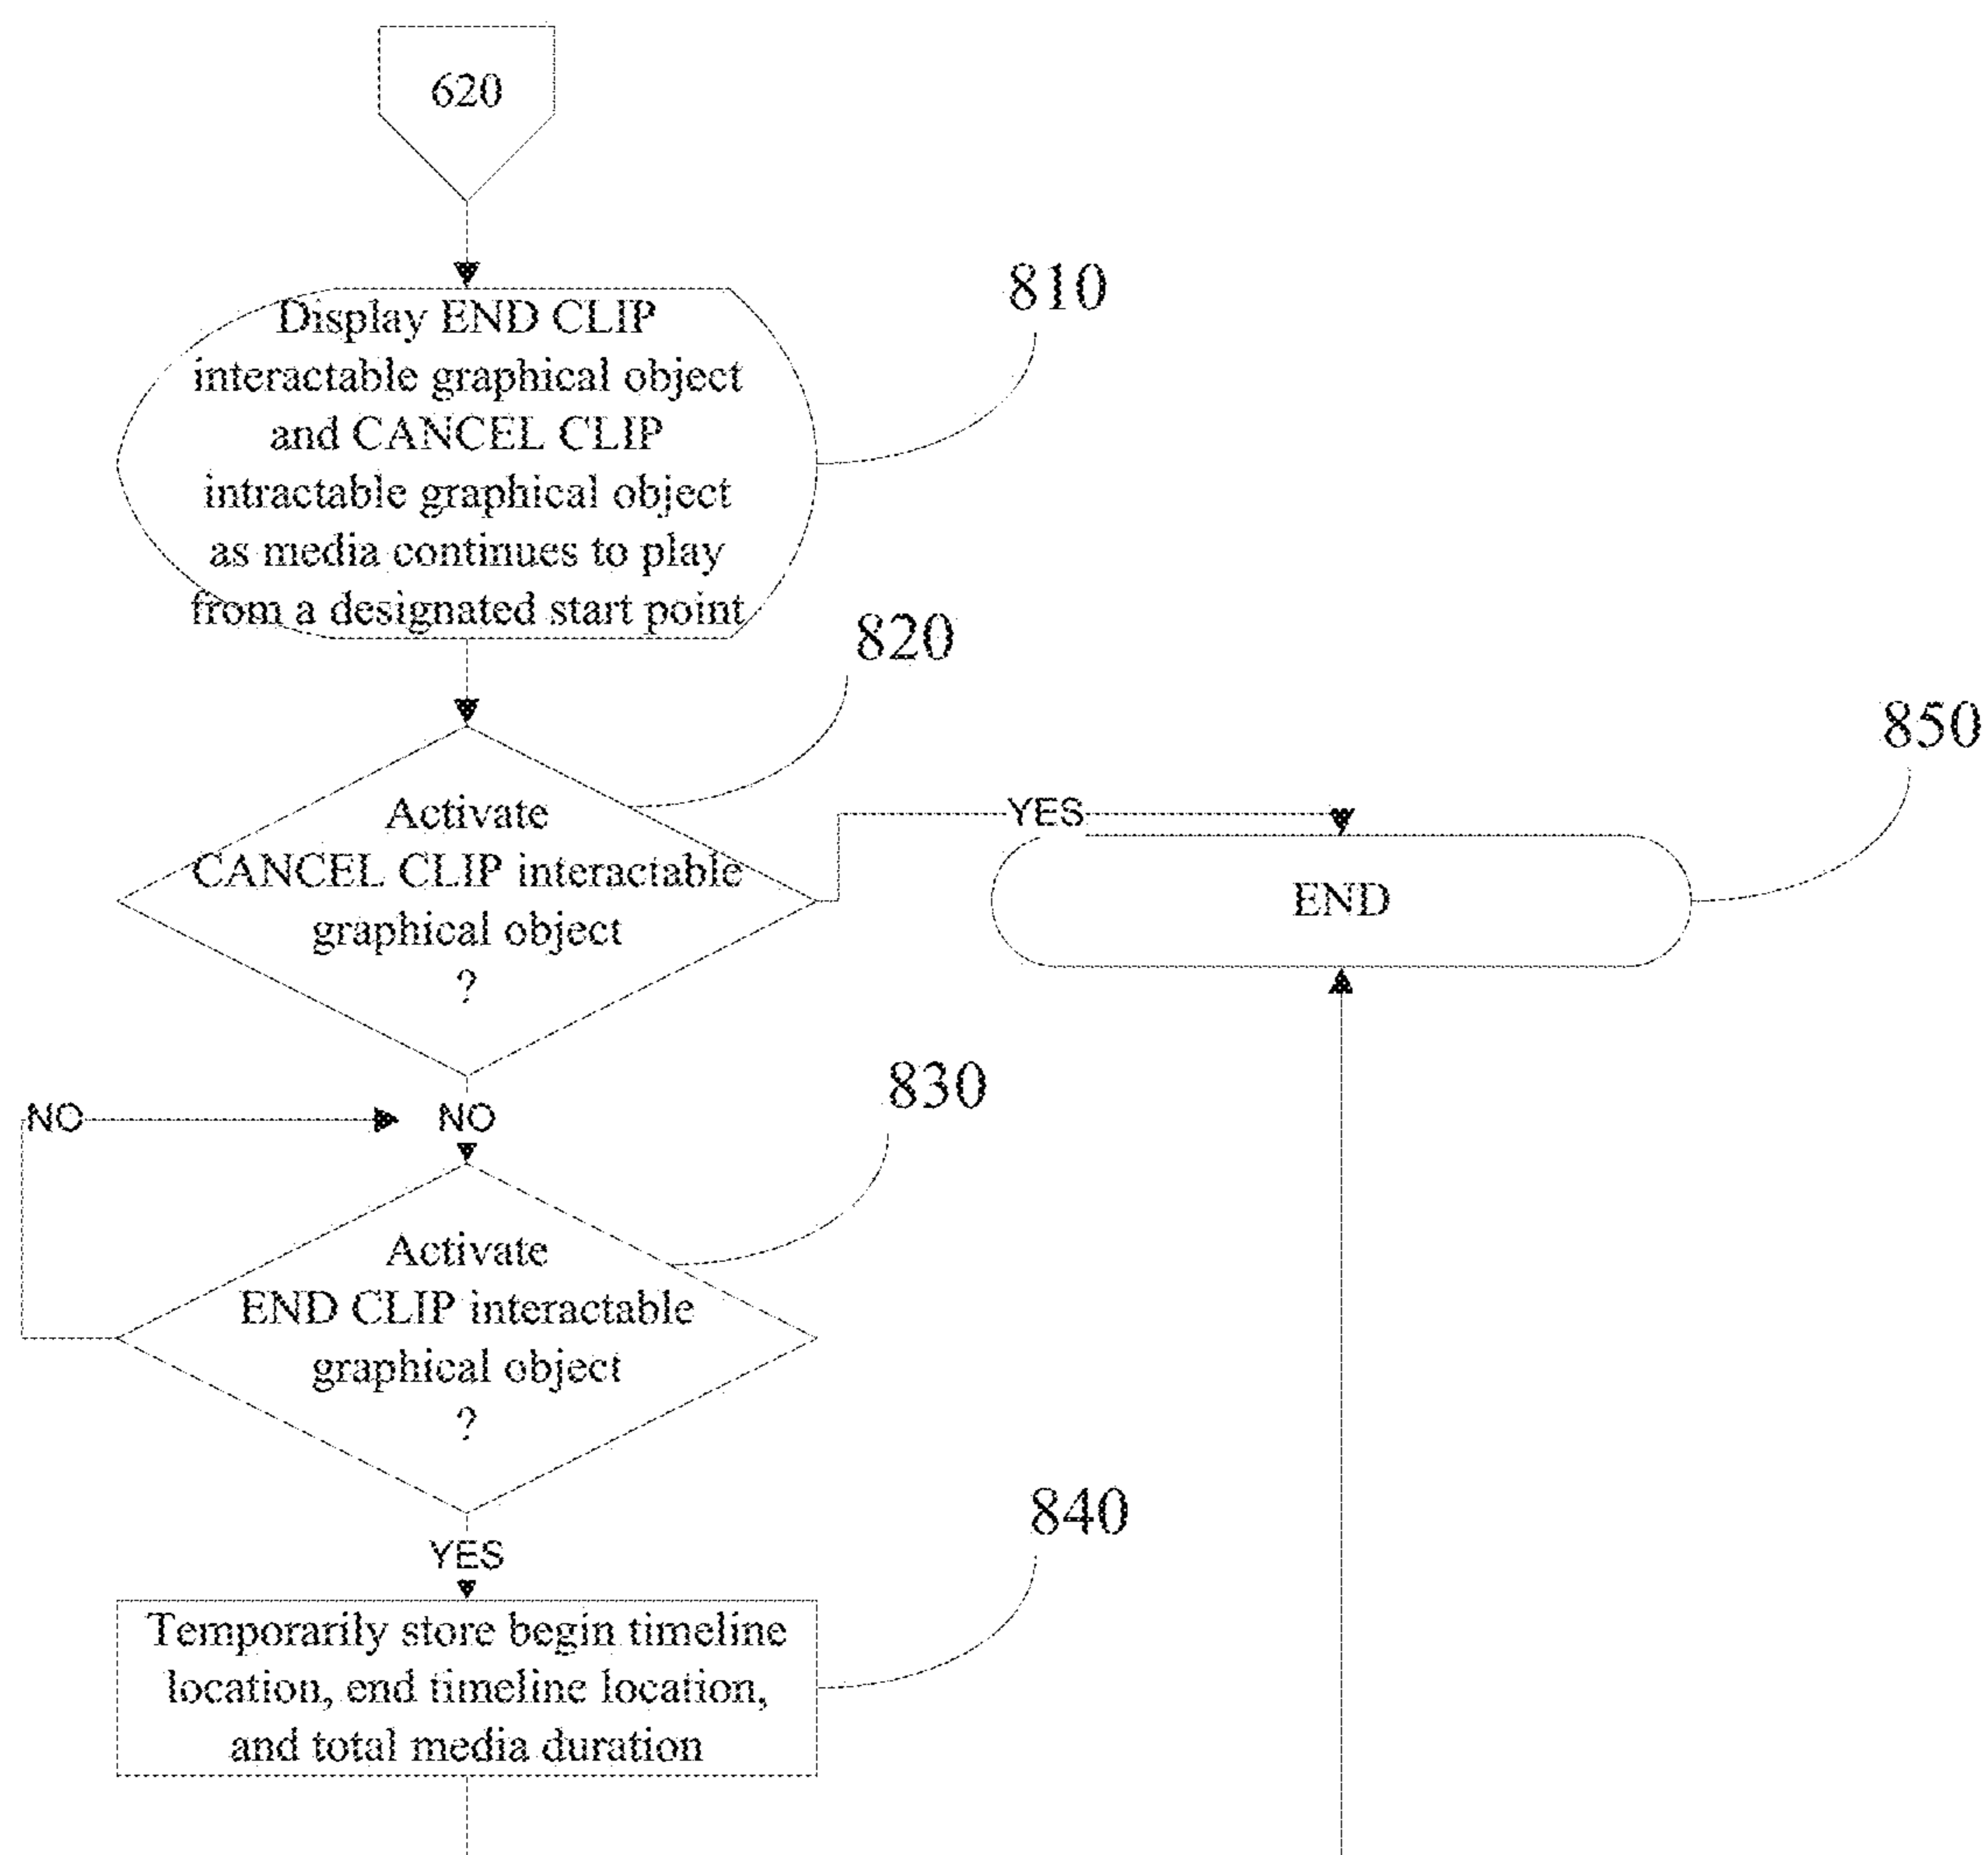 620
810
Display END CLIP
interactable graphical object
and CANCEL CLIP
intractable graphical object
as media continues to play
from a designated start point
820
850
YES
Activate
CANCEL CLIP interactable
graphical object
?
END
830
NO
NO
Activate
END CLIP interactable
graphical object
?
840
YES
Temporarily store begin timeline
location, end timeline location,
and total media duration